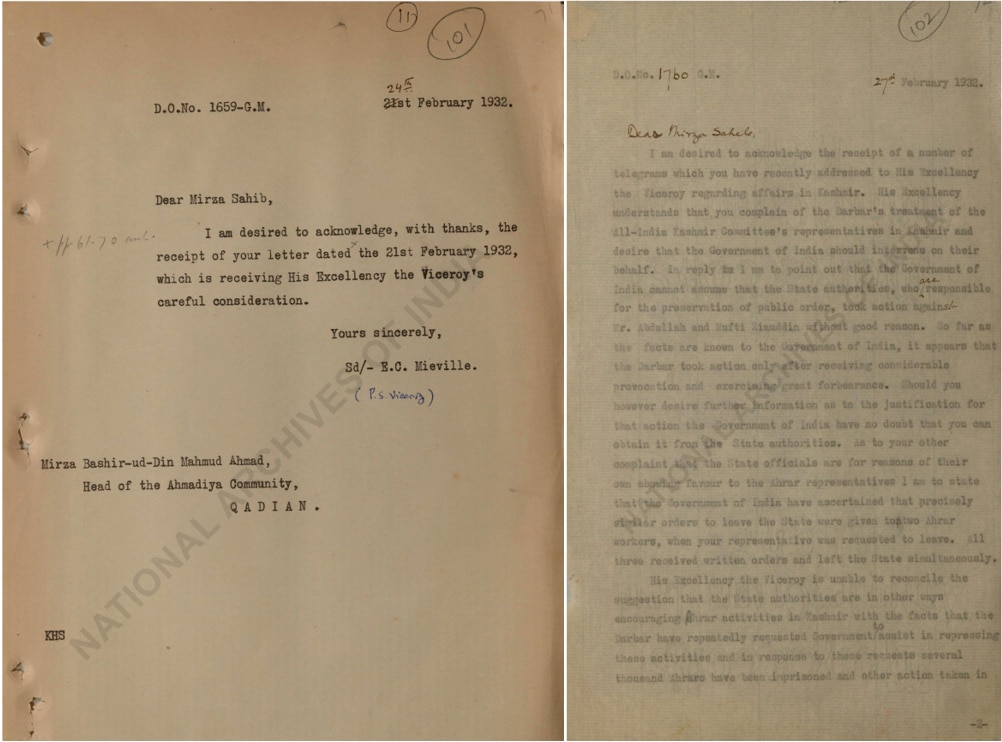 11
101
24th
D.O.No. 1659-G.M. 21st February 1932.
Dear Mirza Sahib,
I am desired to acknowledge, with thanks, the
receipt of your letter dated the 21st February 1932,
which is receiving His Excellency the Viceroy's
careful consideration.
Yours sincerely,
Sd/- E.C. Mieville.
(P.S. Viceroy)
Mirza Bashir-ud-Din Mahmud Ahmad,
Head of the Ahmadiya Community,
QADIAN.
KHS
NATIONAL ARCHIVES OF INDIA
102
D.O.No. 1760 G.M. 27th February 1932.
Dear Mirza Saheb,
I am desired to acknowledge the receipt of a number of
telegrams which you have recently addressed to His Excellency
the Viceroy regarding affairs in Kashmir. His Excellency
understands that you complain of the Darbar's treatment of the
All-India Kashmir Committee's representatives in Kashmir and
desire that the Government of India should intervene on their
behalf. In reply I am to point out that the Government of
India cannot assume that the State authorities, who are responsible
for the preservation of public order, took action against
Mr. Abdullah and Mufti Ziauddin without good reason. So far as
the facts are known to the Government of India, it appears that
the Darbar took action only after receiving considerable
provocation and exercising great forbearance. Should you
however desire further information as to the justification for
that action the Government of India have no doubt that you can
obtain it from the State authorities. As to your other
complaint that the State officials are for reasons of their
own showing favour to the Ahrar representatives I am to state
that the Government of India have ascertained that precisely
similar orders to leave the State were given to two Ahrar
workers, when your representative was requested to leave. All
three received written orders and left the State simultaneously.
His Excellency the Viceroy is unable to reconcile the
suggestion that the State authorities are in other ways
encouraging Ahrar activities in Kashmir with the facts that the
Darbar have repeatedly requested Government to assist in repressing
these activities and in response to these requests several
thousand Ahrars have been imprisoned and other action taken in
-2-
NATIONAL ARCHIVES OF INDIA